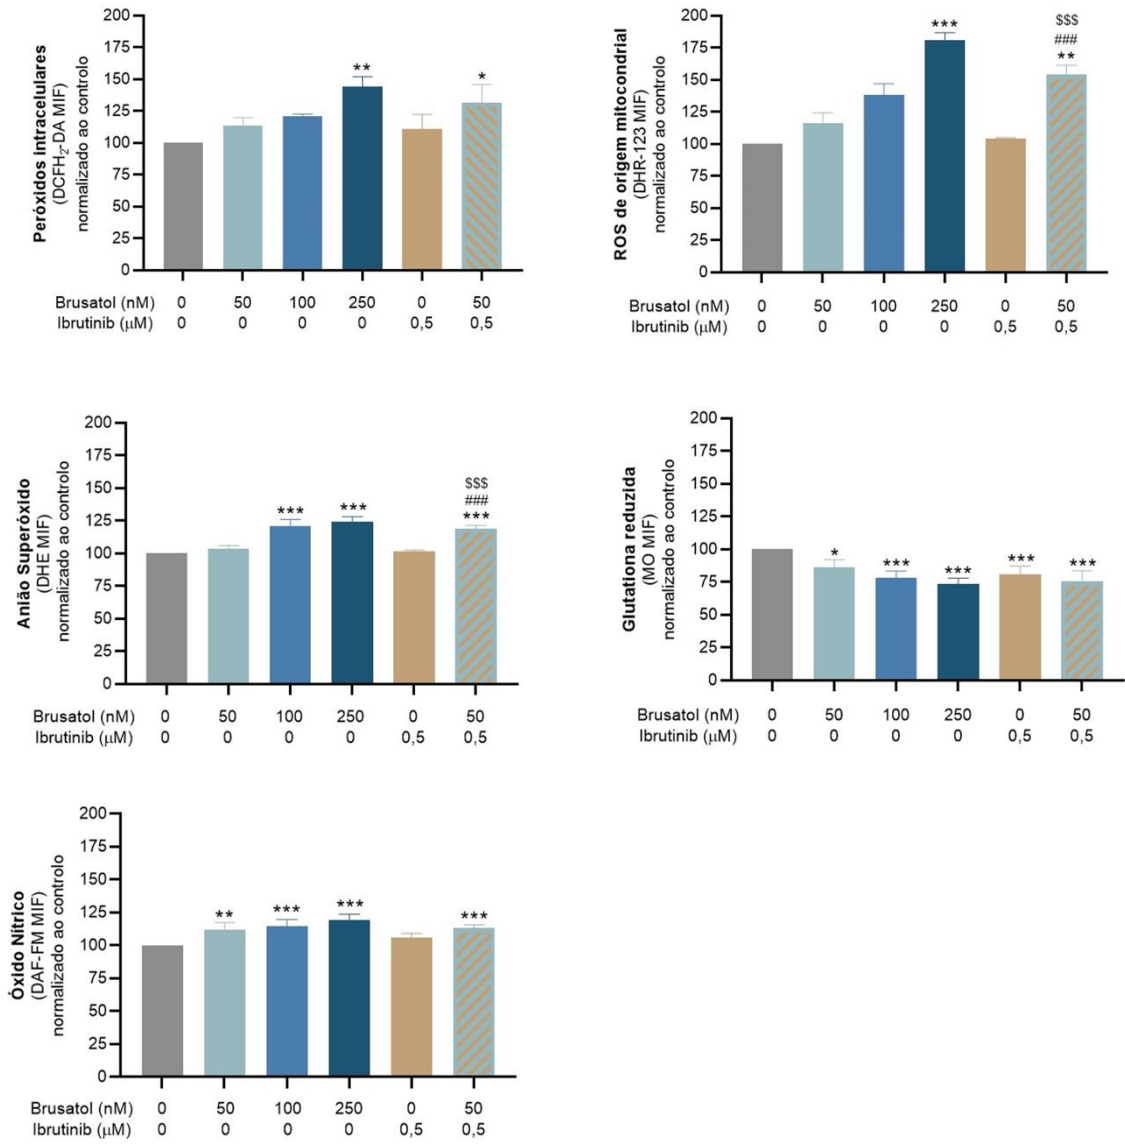 Peróxidos intracelulares
(DCFH2-DA MIF)
normalizado ao controlo
200
175
150
125
100
75
50
25
0
**
*
Brusatol (nM) 0 50 100 250 0 50
Ibrutinib (μM) 0 0 0 0 0,5 0,5
ROS de origem mitocondrial
(DHR-123 MIF)
normalizado ao controlo
200
175
150
125
100
75
50
25
0
***
$$$
###
**
Brusatol (nM) 0 50 100 250 0 50
Ibrutinib (μM) 0 0 0 0 0,5 0,5
Anião Superóxido
(DHE MIF)
normalizado ao controlo
200
175
150
125
100
75
50
25
0
*** ***
$$$
###
***
Brusatol (nM) 0 50 100 250 0 50
Ibrutinib (μM) 0 0 0 0 0,5 0,5
Glutationa reduzida
(MO MIF)
normalizado ao controlo
200
175
150
125
100
75
50
25
0
* *** *** *** ***
Brusatol (nM) 0 50 100 250 0 50
Ibrutinib (μM) 0 0 0 0 0,5 0,5
Óxido Nítrico
(DAF-FM MIF)
normalizado ao controlo
200
175
150
125
100
75
50
25
0
** *** *** ***
Brusatol (nM) 0 50 100 250 0 50
Ibrutinib (μM) 0 0 0 0 0,5 0,5